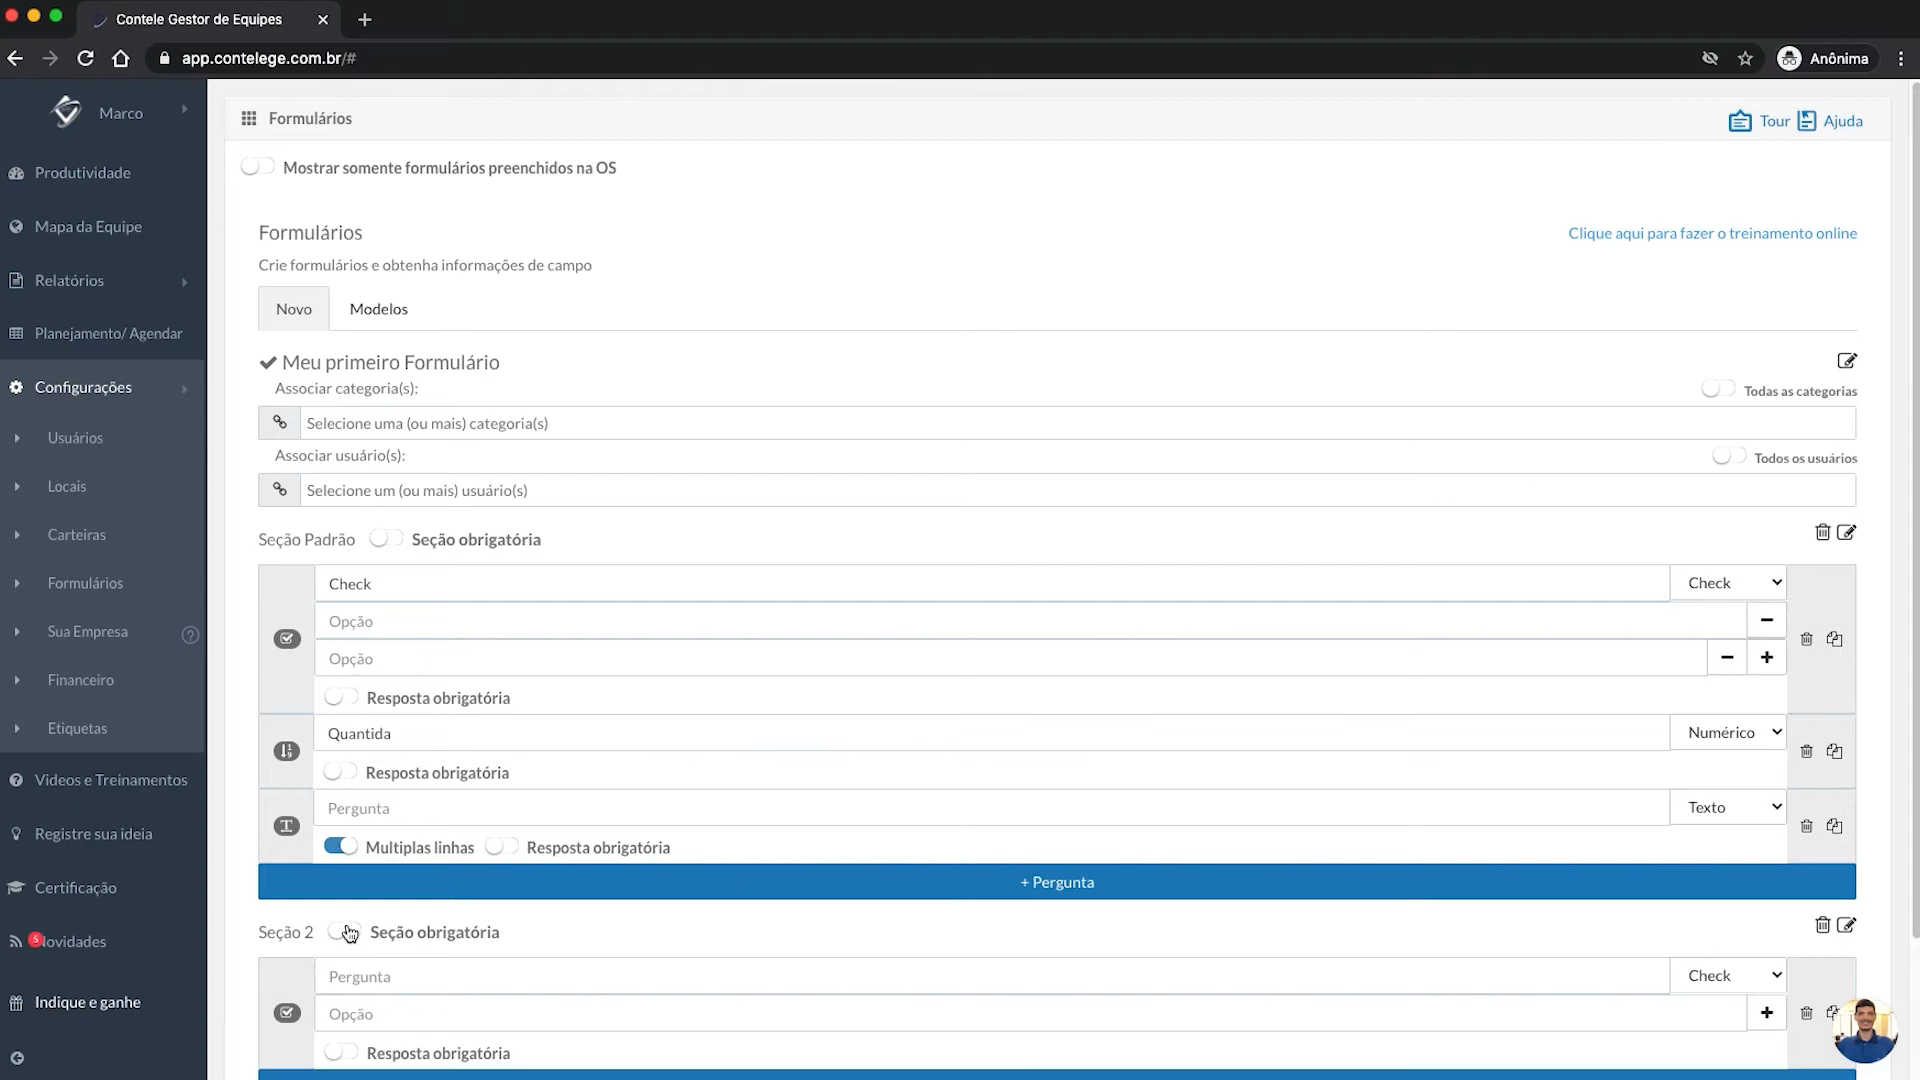 Contele Gestor de Equipes
app.contelege.com.br/#
Anônima
Marco
Produtividade
Mapa da Equipe
Relatórios
Planejamento/ Agendar
Configurações
Usuários
Locais
Carteiras
Formulários
Sua Empresa
Financeiro
Etiquetas
Videos e Treinamentos
Registre sua ideia
Certificação
5
Novidades
Indique e ganhe
Formulários
Tour
Ajuda
Mostrar somente formulários preenchidos na OS
Formulários
Clique aqui para fazer o treinamento online
Crie formulários e obtenha informações de campo
Novo
Modelos
Meu primeiro Formulário
Associar categoria(s):
Todas as categorias
Selecione uma (ou mais) categoria(s)
Associar usuário(s):
Todos os usuários
Selecione um (ou mais) usuário(s)
Seção Padrão
Seção obrigatória
Check
Check
Opção
Opção
Resposta obrigatória
Quantida
Numérico
Resposta obrigatória
Pergunta
Texto
Multiplas linhas
Resposta obrigatória
+ Pergunta
Seção 2
Seção obrigatória
Pergunta
Check
Opção
Resposta obrigatória